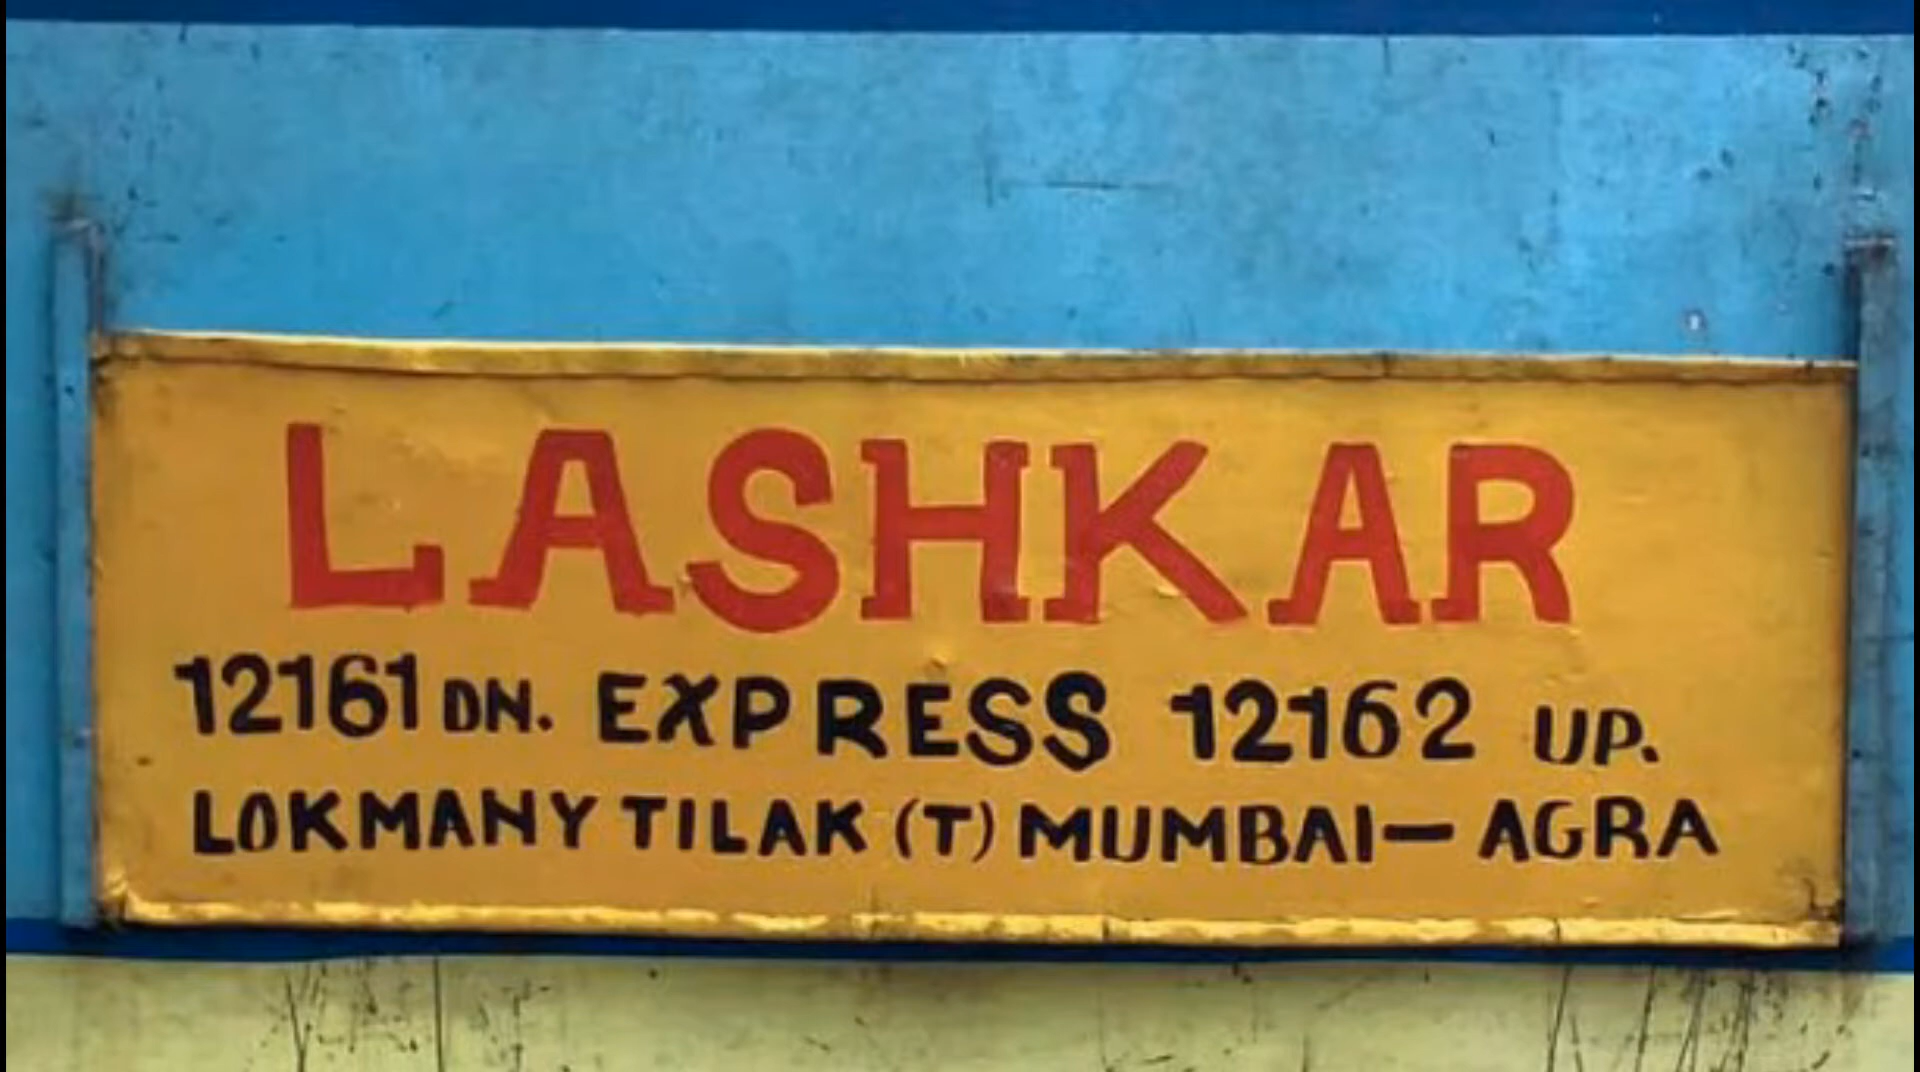 LASHKAR
12161 DN. EXPRESS 12162 UP.
LOKMANY TILAK (T) MUMBAI— AGRA